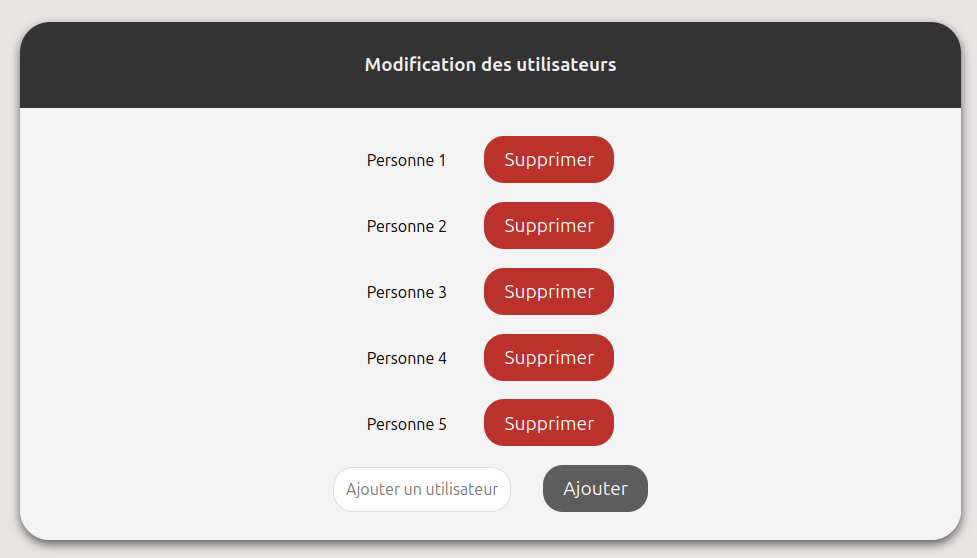 Modification des utilisateurs
Personne 1 Supprimer
Personne 2 Supprimer
Personne 3 Supprimer
Personne 4 Supprimer
Personne 5 Supprimer
Ajouter un utilisateur Ajouter